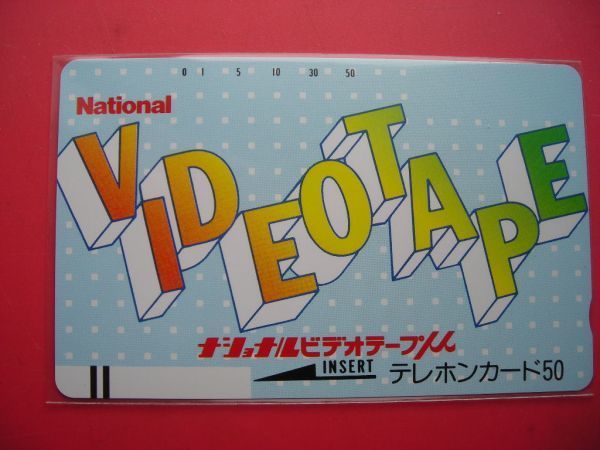 0 1 5 10 30 50
National
VIDEOTAPE
ナショナルビデオテープμ
INSERT
テレホンカード50